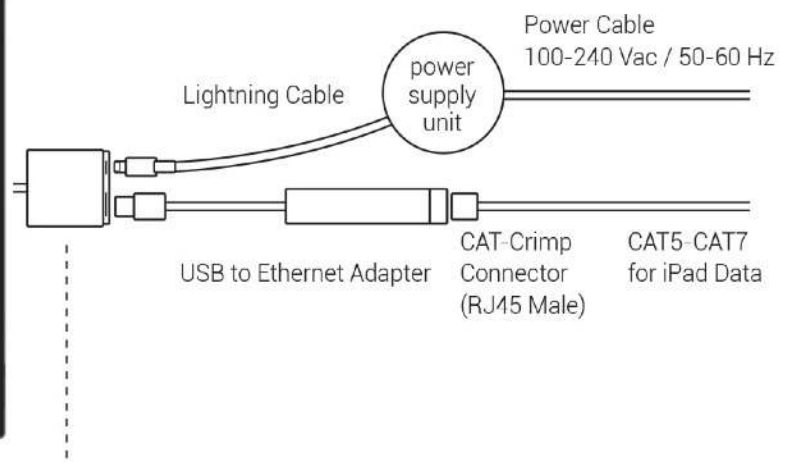 Power Cable
100-240 Vac / 50-60 Hz
power
supply
unit
Lightning Cable
USB to Ethernet Adapter
CAT-Crimp
Connector
(RJ45 Male)
CAT5-CAT7
for iPad Data